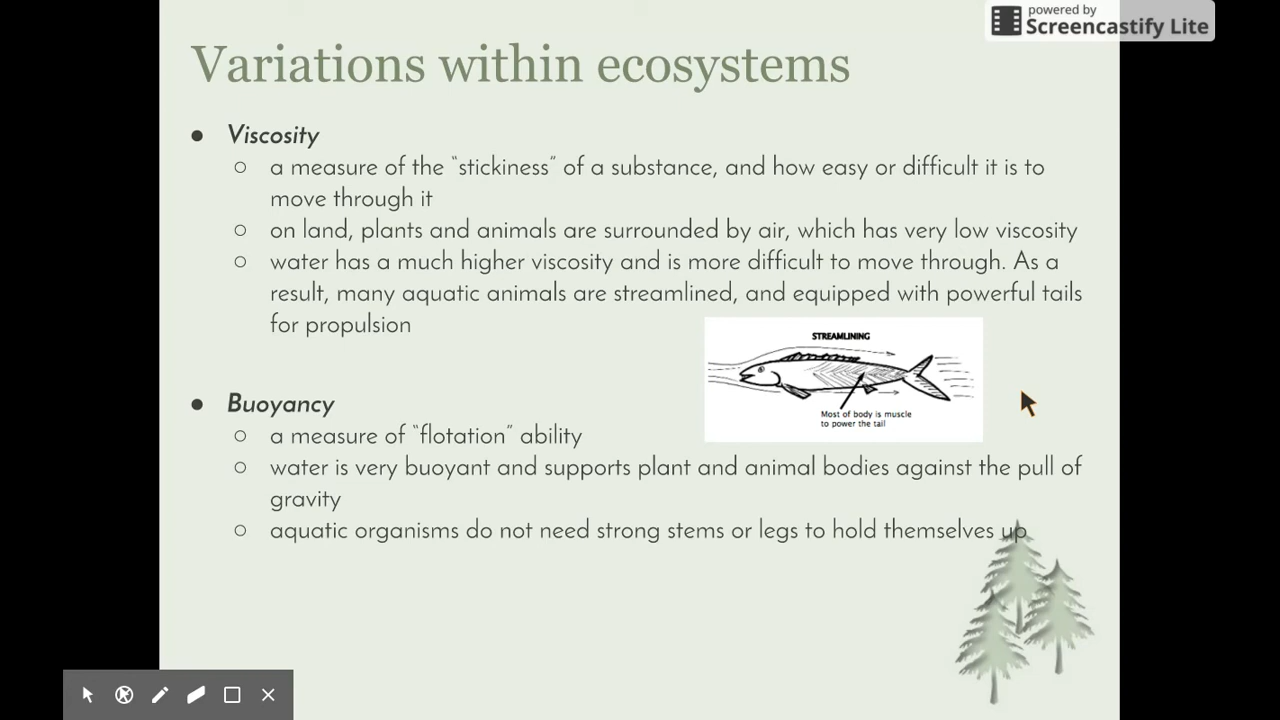 powered by
Screencastify Lite
Variations within ecosystems
● Viscosity
○ a measure of the “stickiness” of a substance, and how easy or difficult it is to
move through it
○ on land, plants and animals are surrounded by air, which has very low viscosity
○ water has a much higher viscosity and is more difficult to move through. As a
result, many aquatic animals are streamlined, and equipped with powerful tails
for propulsion
STREAMLINING
Most of body is muscle
to power the tail
● Buoyancy
○ a measure of “flotation” ability
○ water is very buoyant and supports plant and animal bodies against the pull of
gravity
○ aquatic organisms do not need strong stems or legs to hold themselves up